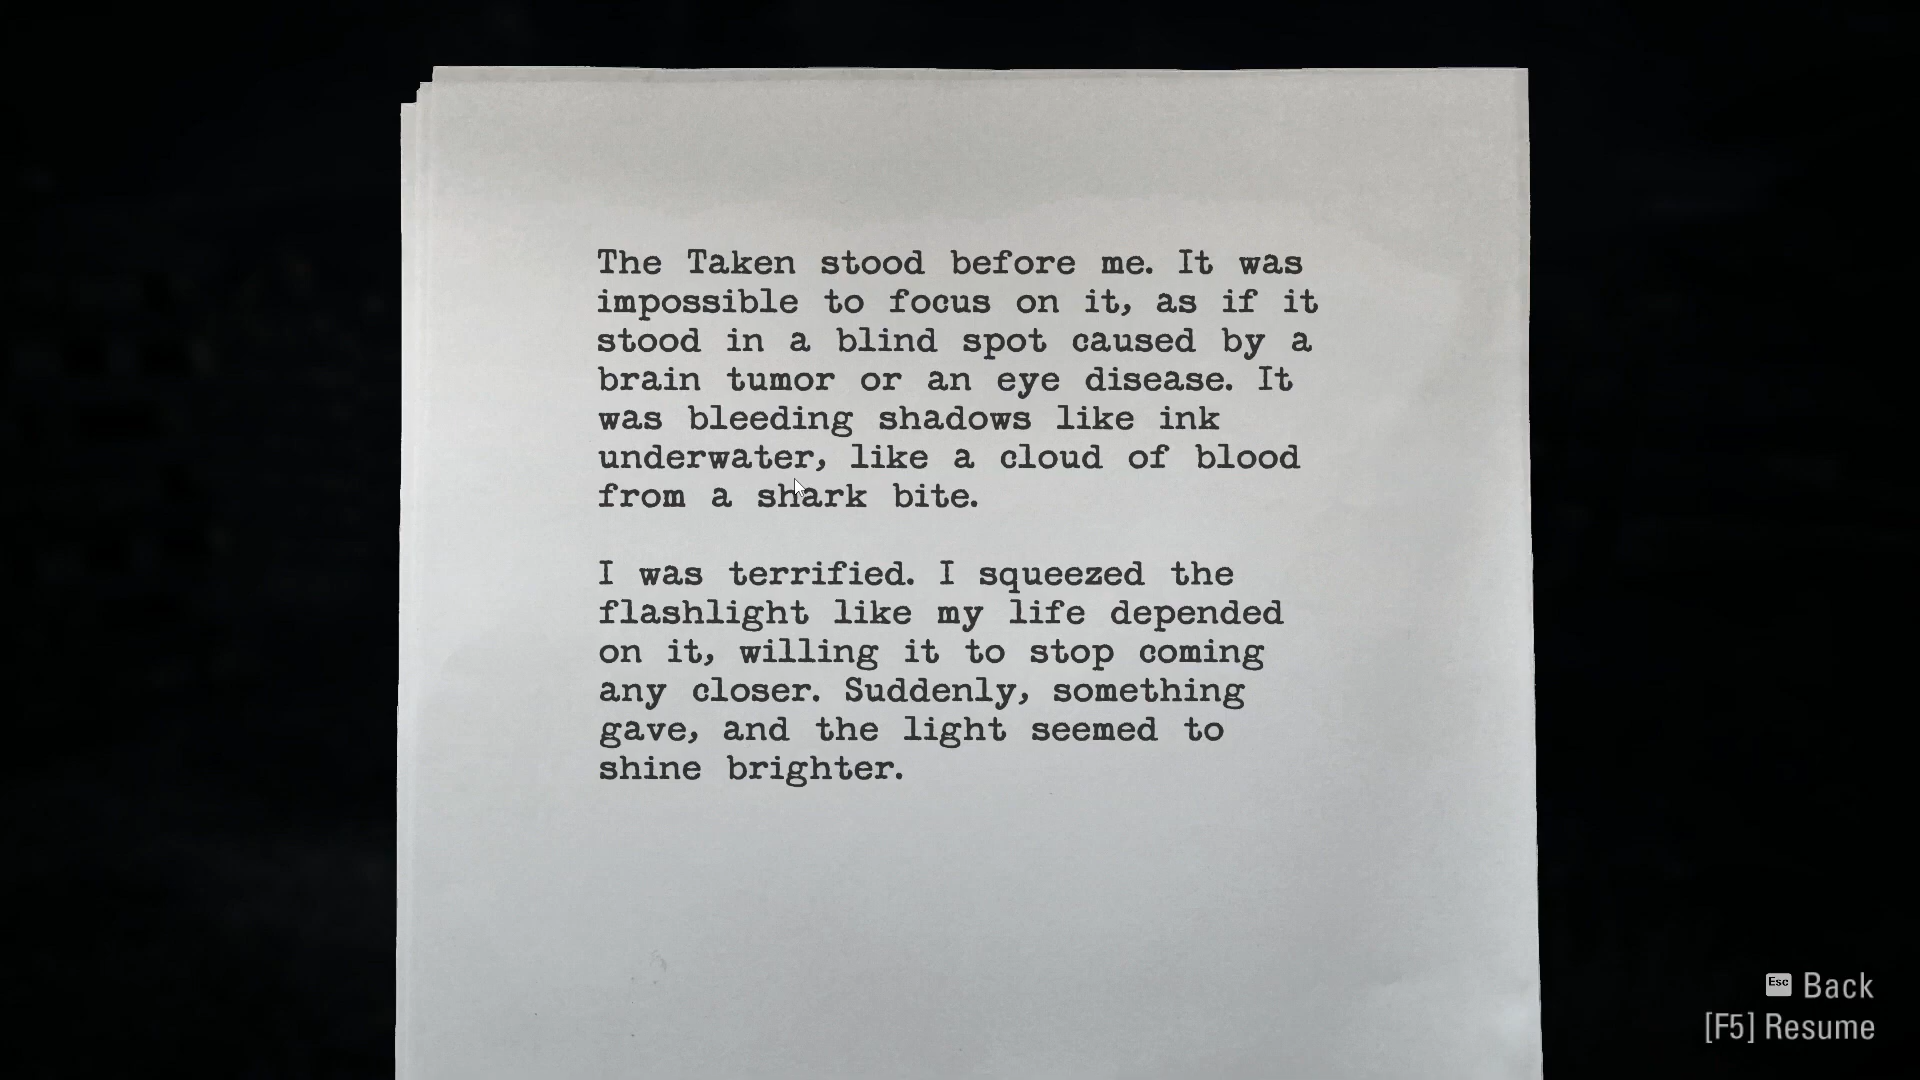 The Taken stood before me. It was
impossible to focus on it, as if it
stood in a blind spot caused by a
brain tumor or an eye disease. It
was bleeding shadows like ink
underwater, like a cloud of blood
from a shark bite.
I was terrified. I squeezed the
flashlight like my life depended
on it, willing it to stop coming
any closer. Suddenly, something
gave, and the light seemed to
shine brighter.
Esc Back
[F5] Resume